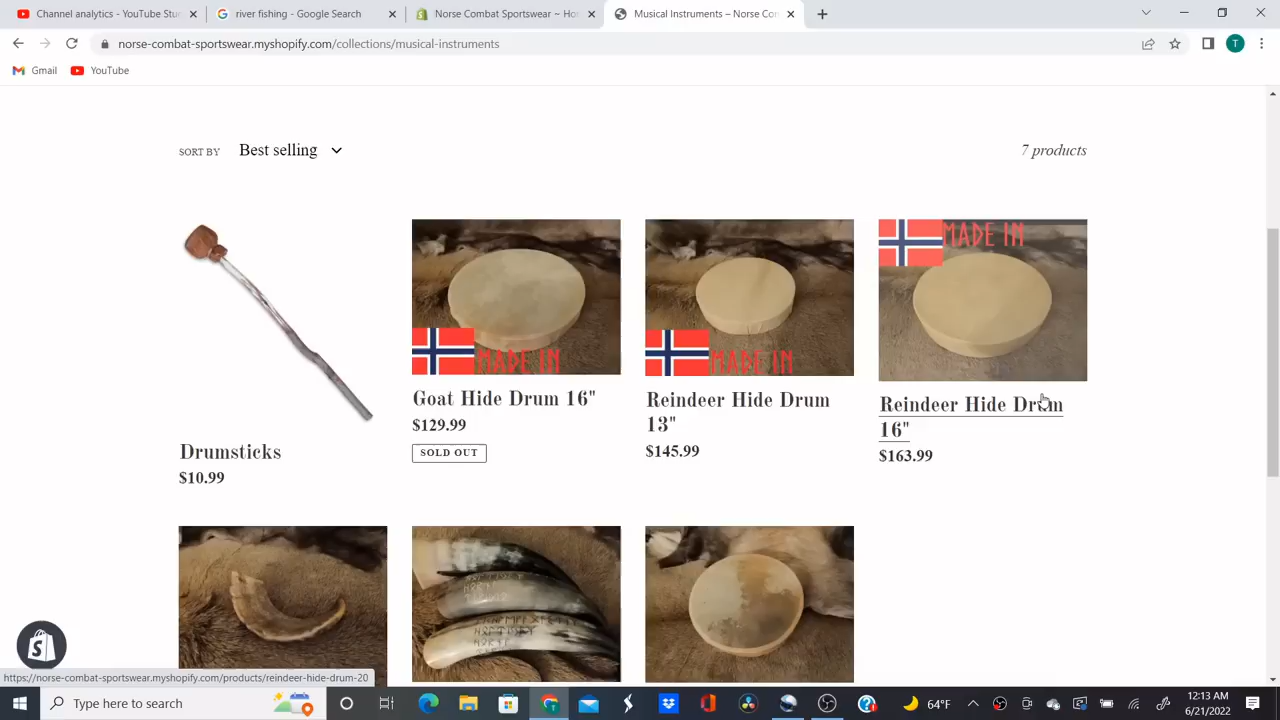 Channel analytics - YouTube Stu
river fishing - Google Search
Norse Combat Sportswear ~ Ho
Musical Instruments – Norse Con
norse-combat-sportswear.myshopify.com/collections/musical-instruments
Gmail
YouTube
SORT BY
Best selling
7 products
MADE IN
MADE IN
MADE IN
Drumsticks
$10.99
Goat Hide Drum 16"
$129.99
SOLD OUT
Reindeer Hide Drum
13"
$145.99
Reindeer Hide Drum
16"
$163.99
https://norse-combat-sportswear.myshopify.com/products/reindeer-hide-drum-20
Type here to search
64°F
12:13 AM
6/21/2022